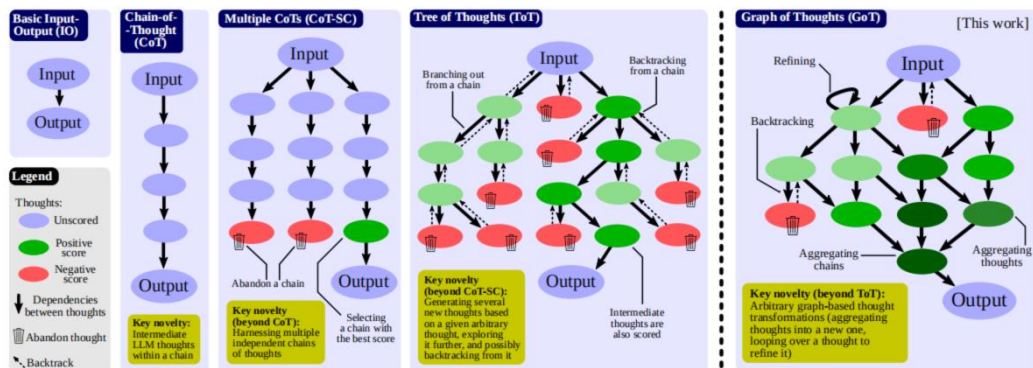 Basic Input-
Output (IO)
Input
Output
Legend
Thoughts:
Unscored
Positive
score
Negative
score
Dependencies
between thoughts
Abandon thought
Backtrack
Chain-of-
-Thought
(CoT)
Input
Output
Key novelty:
Intermediate
LLM thoughts
within a chain
Multiple CoTs (CoT-SC)
Input
Abandon a chain
Output
Selecting
a chain with
the best score
Key novelty
(beyond CoT):
Harnessing multiple
independent chains
of thoughts
Tree of Thoughts (ToT)
Input
Branching out
from a chain
Backtracking
from a chain
Output
Intermediate
thoughts are
also scored
Key novelty
(beyond CoT-SC):
Generating several
new thoughts based
on a given arbitrary
thought, exploring
it further, and possibly
backtracking from it
Graph of Thoughts (GoT)
[This work]
Refining
Input
Backtracking
Aggregating
chains
Aggregating
thoughts
Output
Key novelty (beyond ToT):
Arbitrary graph-based thought
transformations (aggregating
thoughts into a new one,
looping over a thought to
refine it)